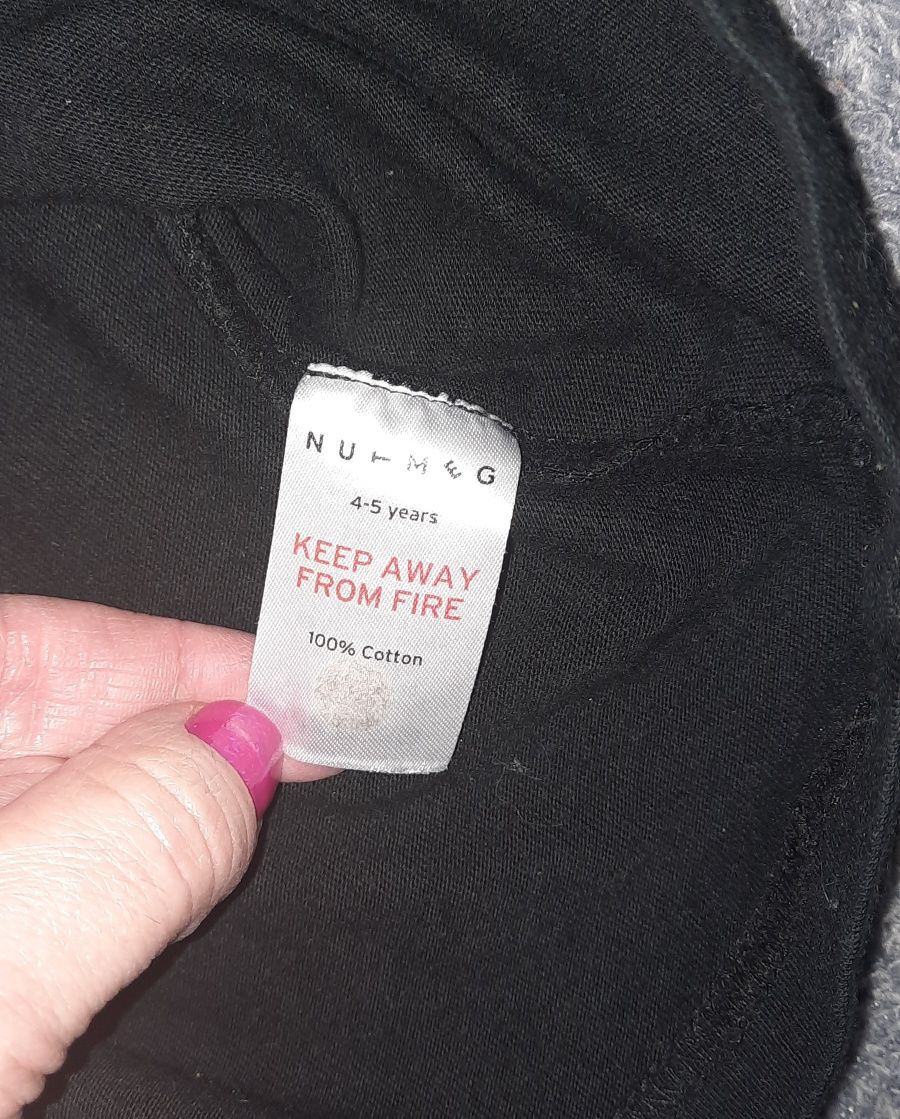 NUTMEG
4-5 years
KEEP AWAY
FROM FIRE
100% Cotton